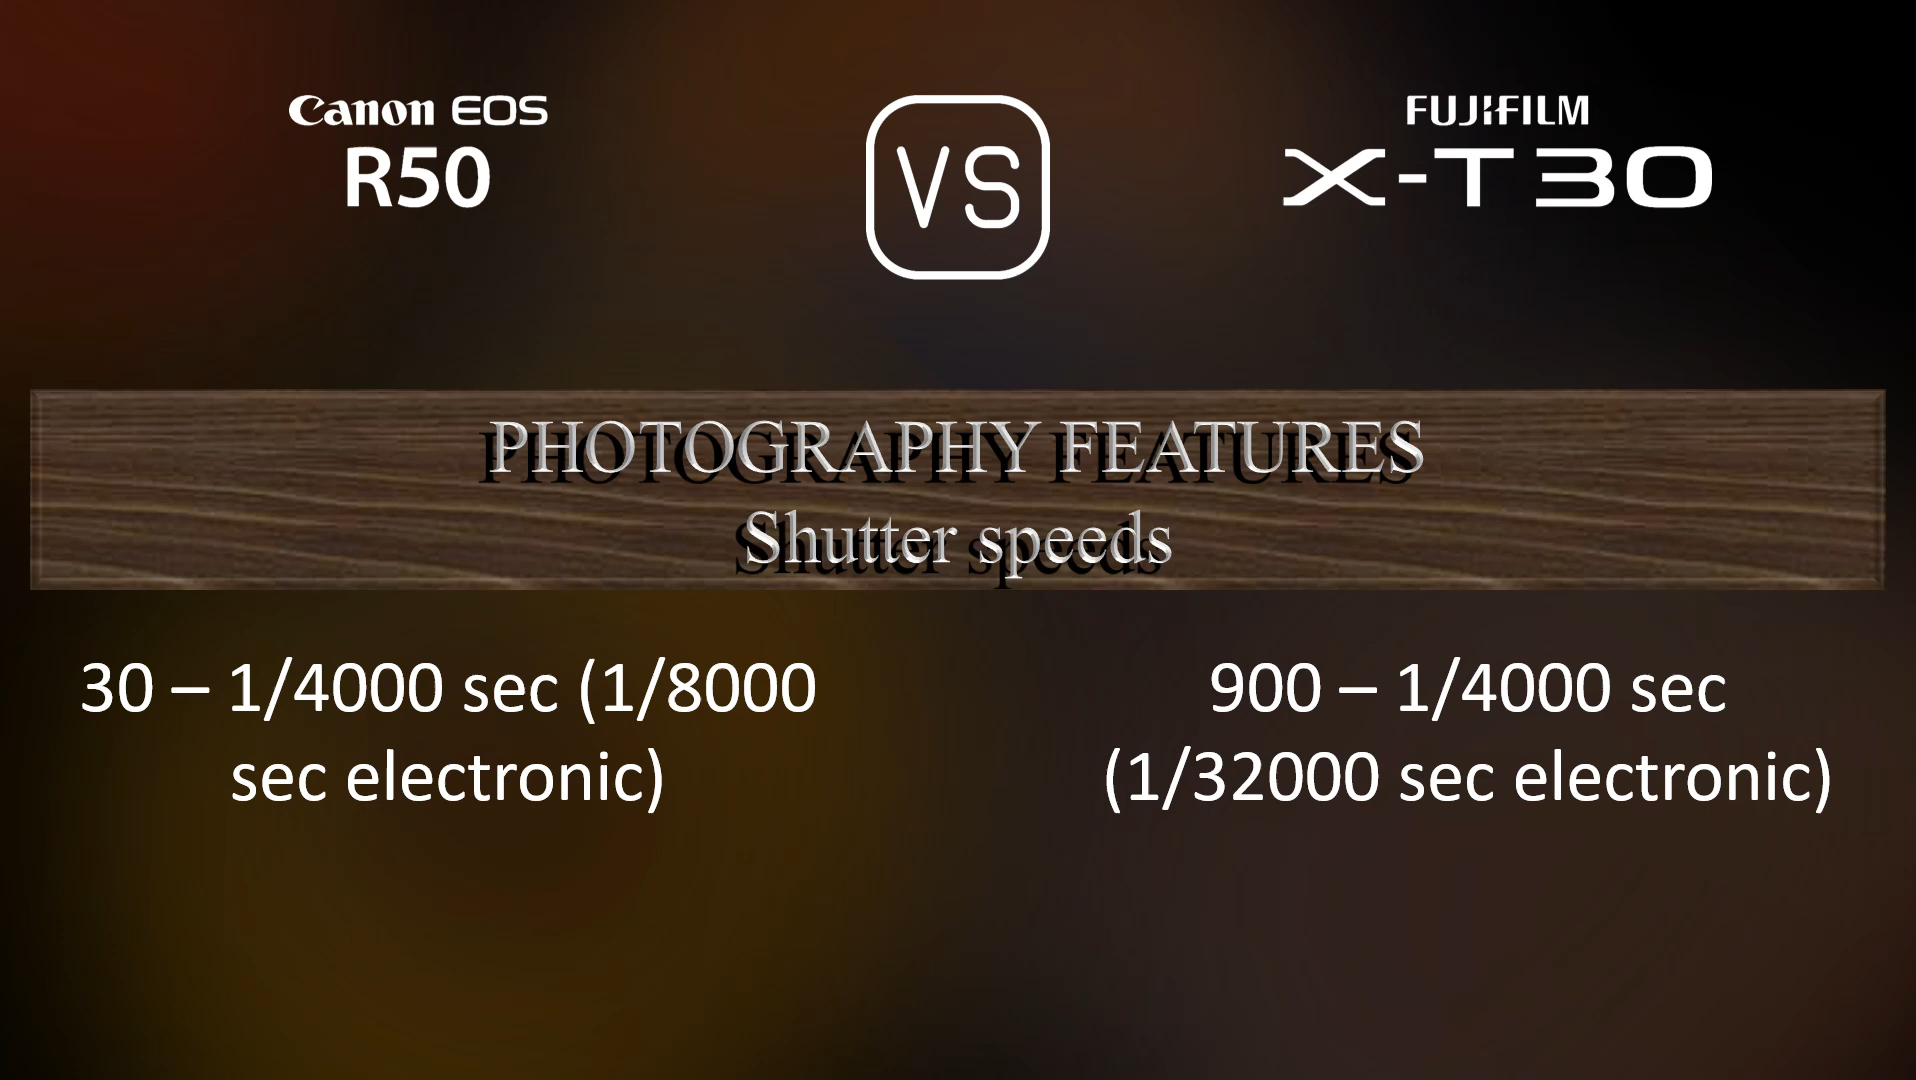 Canon EOS
R50
VS
FUJIFILM
X-T30
PHOTOGRAPHY FEATURES
Shutter speeds
30 – 1/4000 sec (1/8000
sec electronic)
900 – 1/4000 sec
(1/32000 sec electronic)